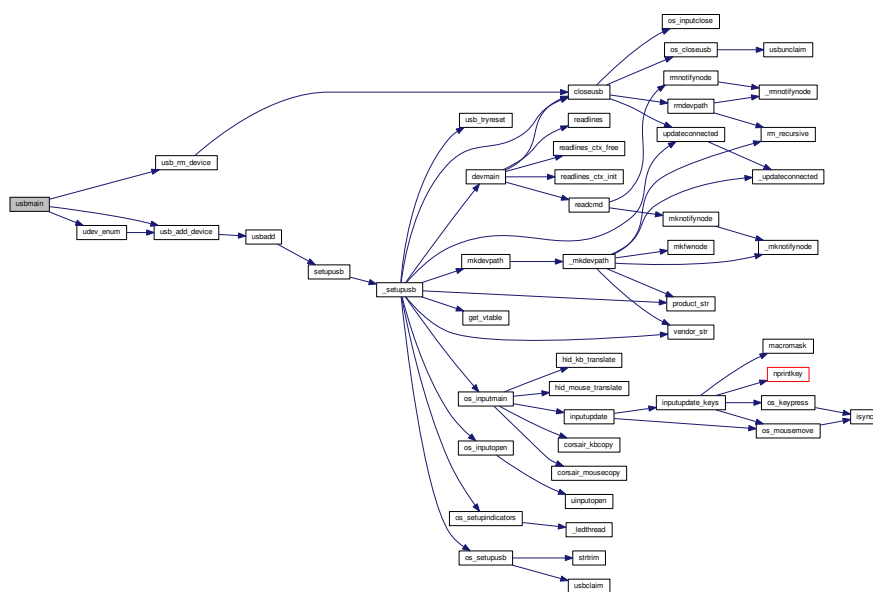 os_inputclose
os_closeusb
usbunclaim
rmnotifynode
closeusb
_rmnotifynode
rmdevpath
usb_tryreset
readlines
updateconnected
rm_recursive
readlines_ctx_free
usb_rm_device
devmain
readlines_ctx_init
_updateconnected
usbmain
readcmd
mknotifynode
udev_enum
usb_add_device
usbadd
mkfwnode
_mknotifynode
mkdevpath
_mkdevpath
setupusb
_setupusb
product_str
get_vtable
vendor_str
macromask
hid_kb_translate
nprintkey
hid_mouse_translate
os_inputmain
inputupdate_keys
os_keypress
inputupdate
isync
os_mousemove
corsair_kbcopy
os_inputopen
corsair_mousecopy
uinputopen
os_setupindicators
_ledthread
os_setupusb
strtrim
usbclaim